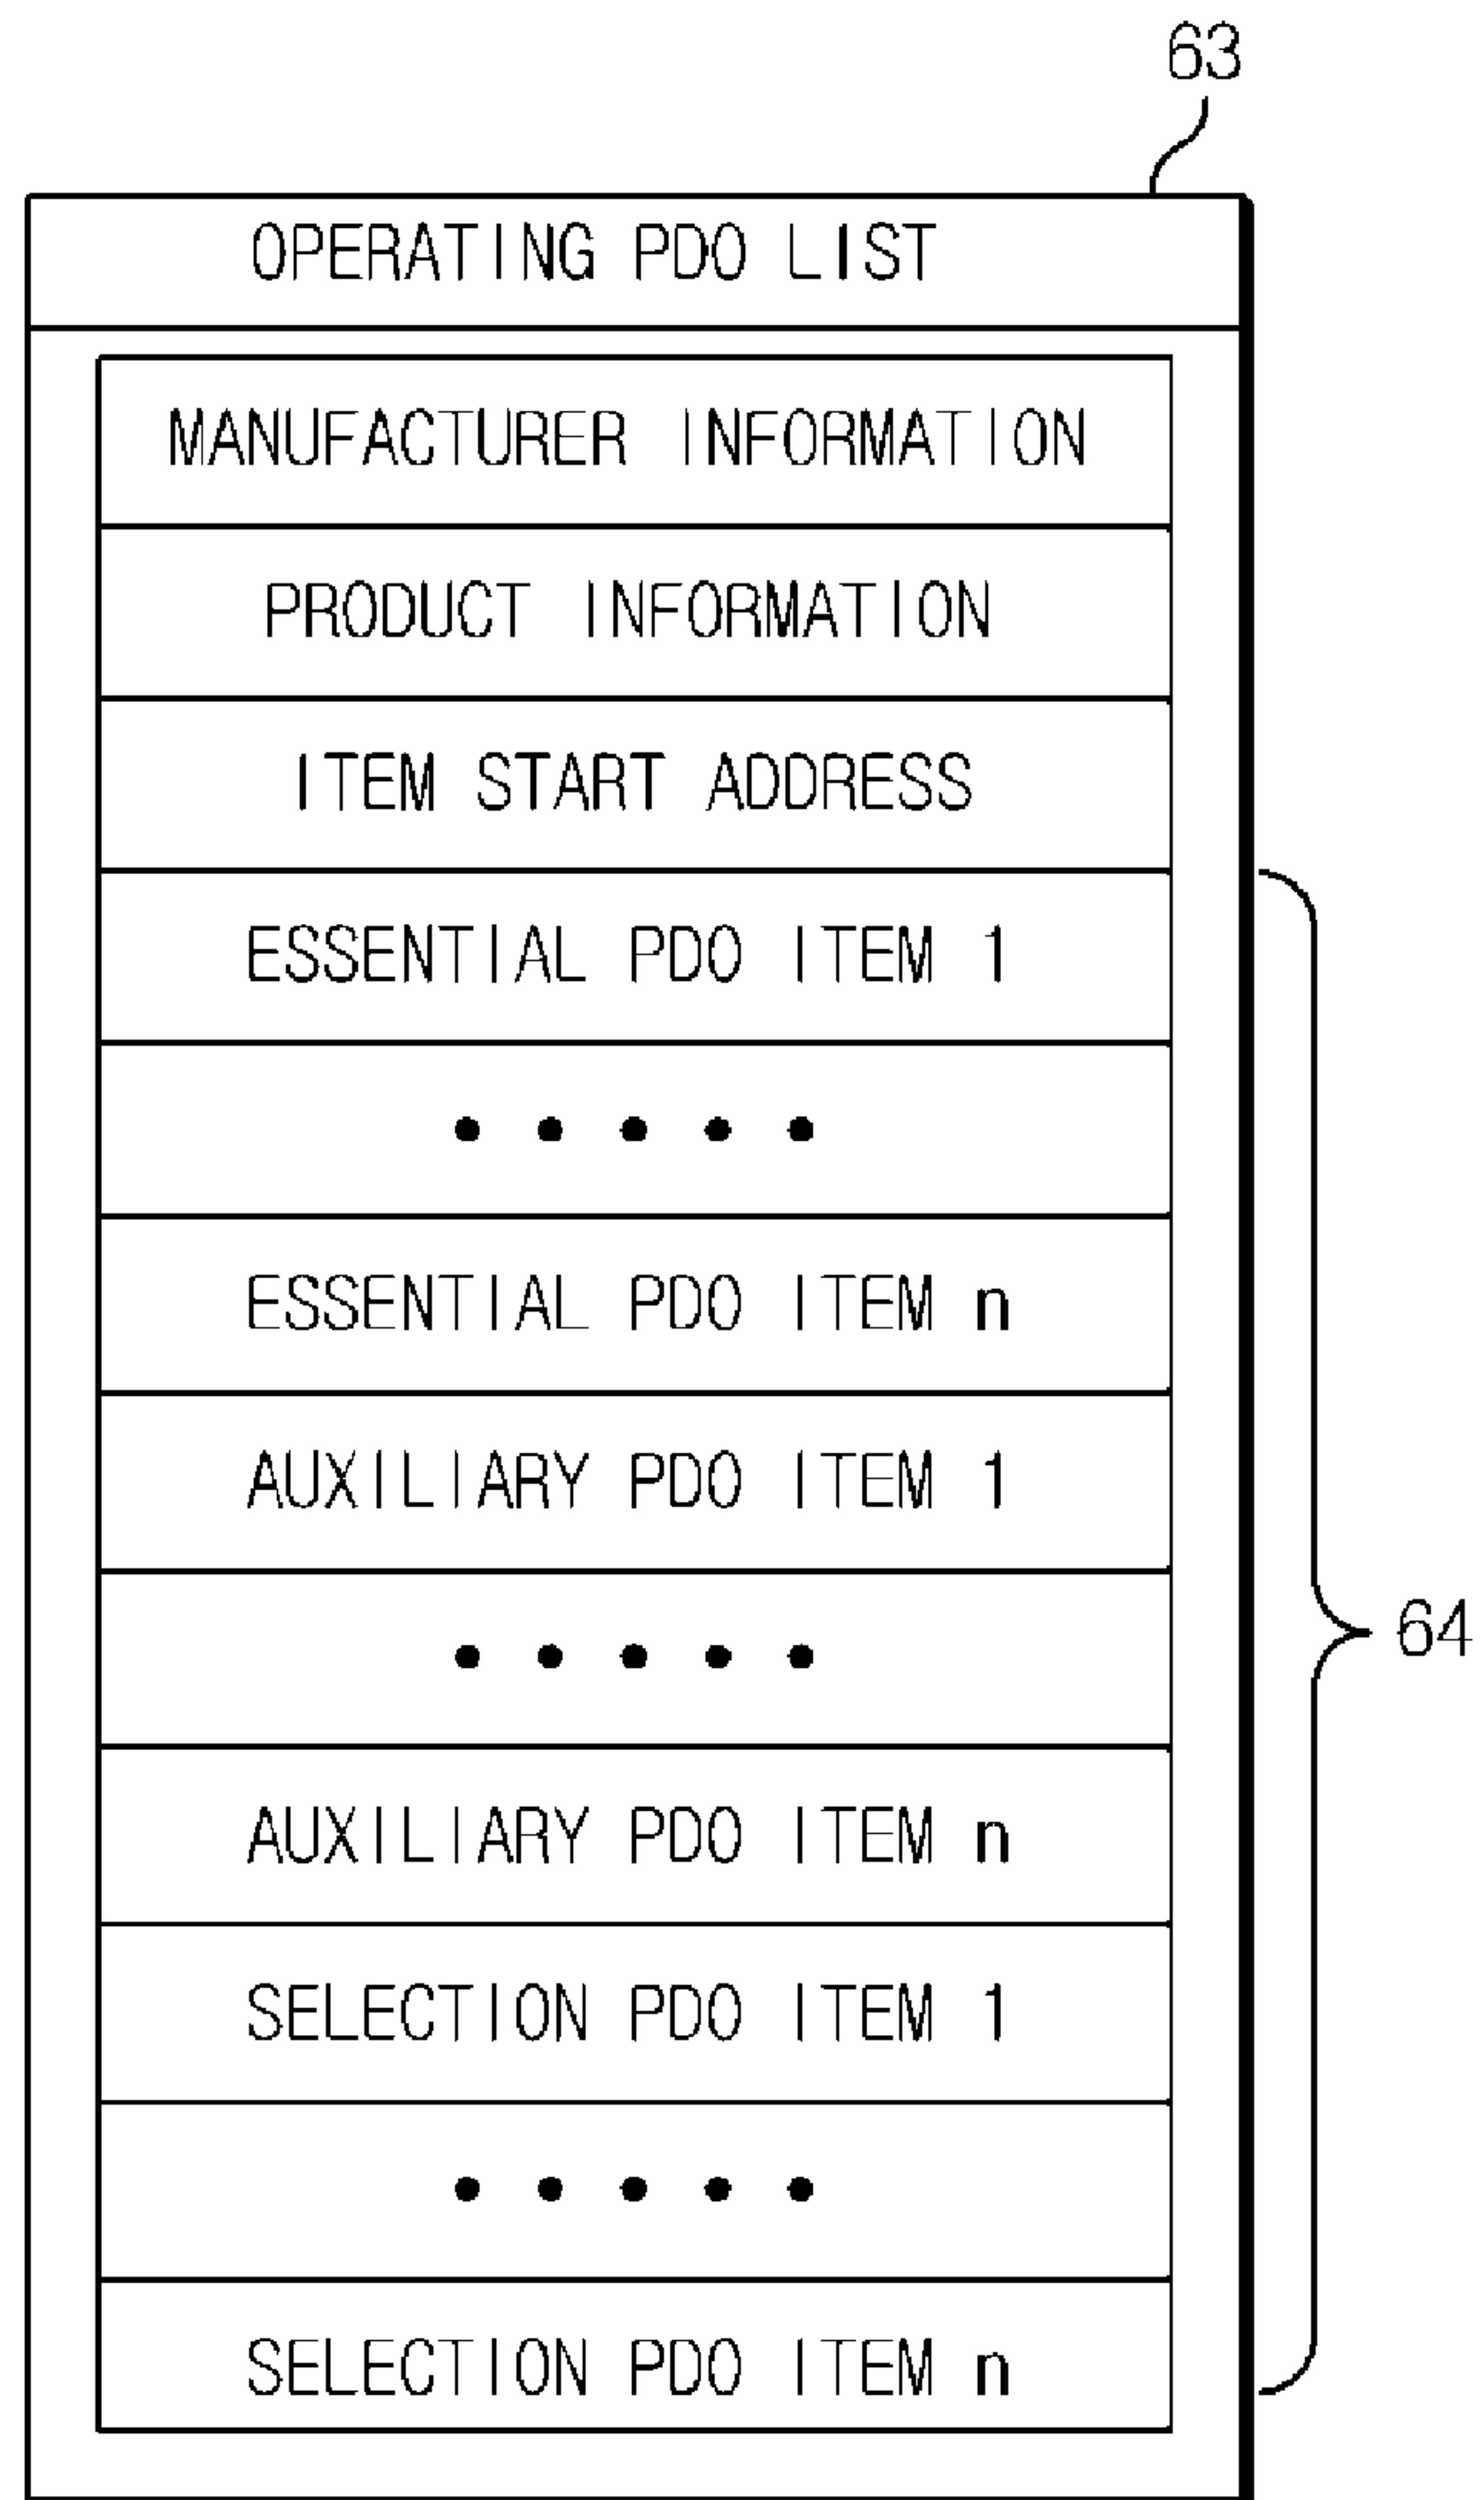 63
OPERATING PDO LIST
MANUFACTURER INFORMATION
PRODUCT INFORMATION
ITEM START ADDRESS
ESSENTIAL PDO ITEM 1
• • • • •
ESSENTIAL PDO ITEM n
AUXILIARY PDO ITEM 1
• • • • •
64
AUXILIARY PDO ITEM n
SELECTION PDO ITEM 1
• • • • •
SELECTION PDO ITEM n